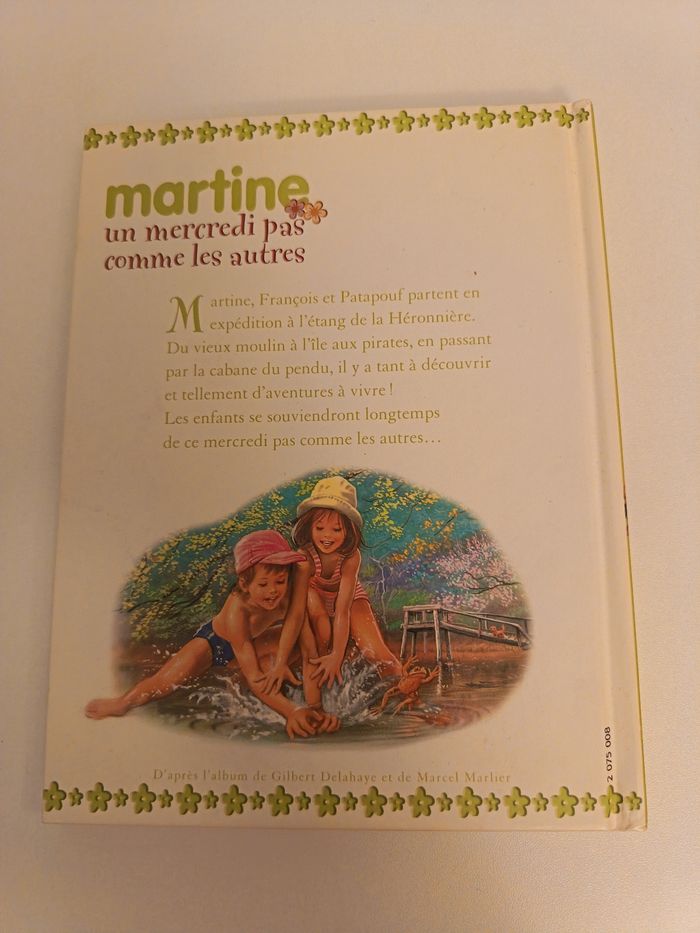 martine
un mercredi pas
comme les autres
Martine, François et Patapouf partent en
expédition à l'étang de la Héronnière.
Du vieux moulin à l'île aux pirates, en passant
par la cabane du pendu, il y a tant à découvrir
et tellement d'aventures à vivre !
Les enfants se souviendront longtemps
de ce mercredi pas comme les autres...
D'après l'album de Gilbert Delahaye et de Marcel Marlier
2 075 008